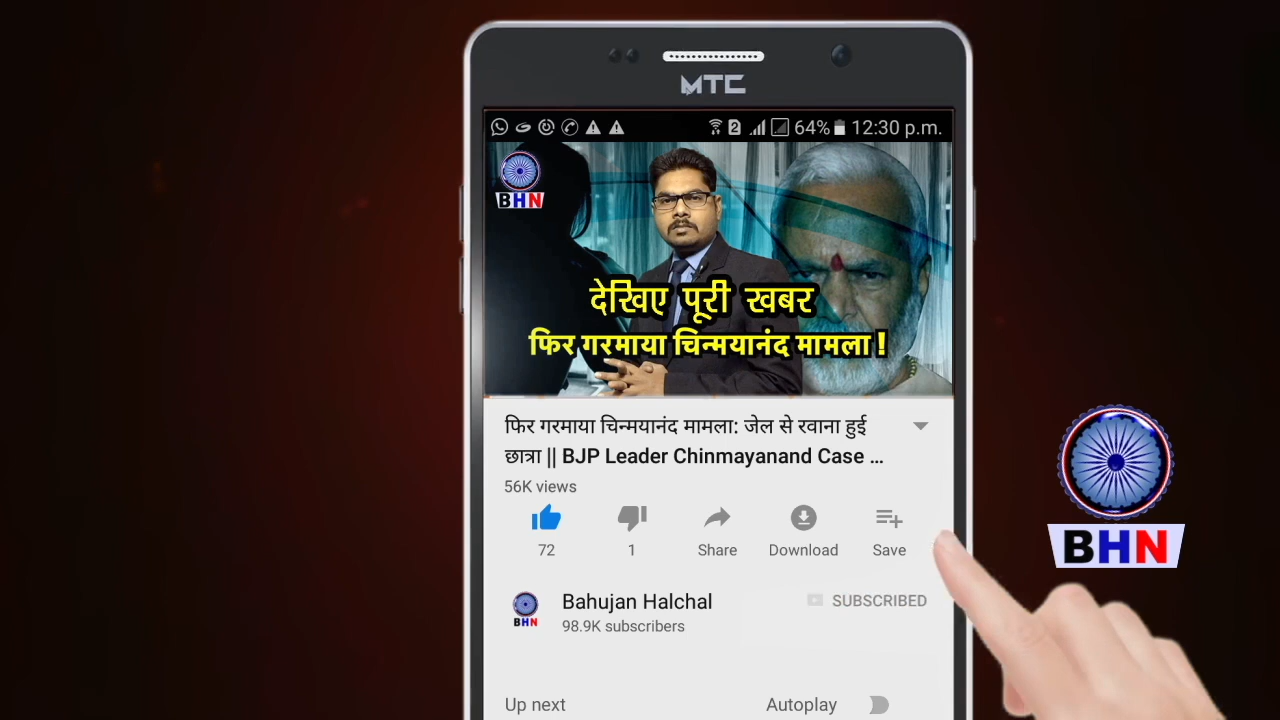 MTC
2 64% 12:30 p.m.
BHN
देखिए पूरी खबर
फिर गरमाया चिन्मयानंद मामला !
फिर गरमाया चिन्मयानंद मामला: जेल से रवाना हुई
छात्रा || BJP Leader Chinmayanand Case ...
56K views
72 1 Share Download Save
BHN
Bahujan Halchal
SUBSCRIBED
98.9K subscribers
BHN
Up next Autoplay